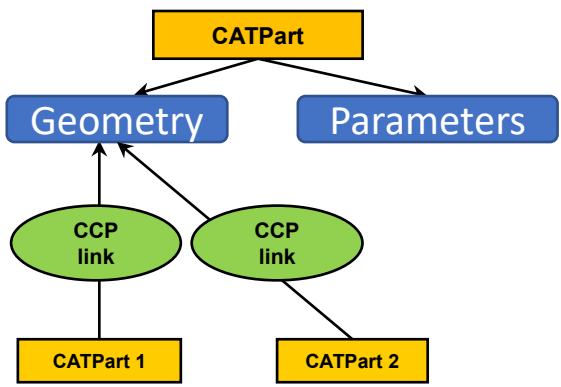 CATPart
Geometry
Parameters
CCP
link
CCP
link
CATPart 1
CATPart 2